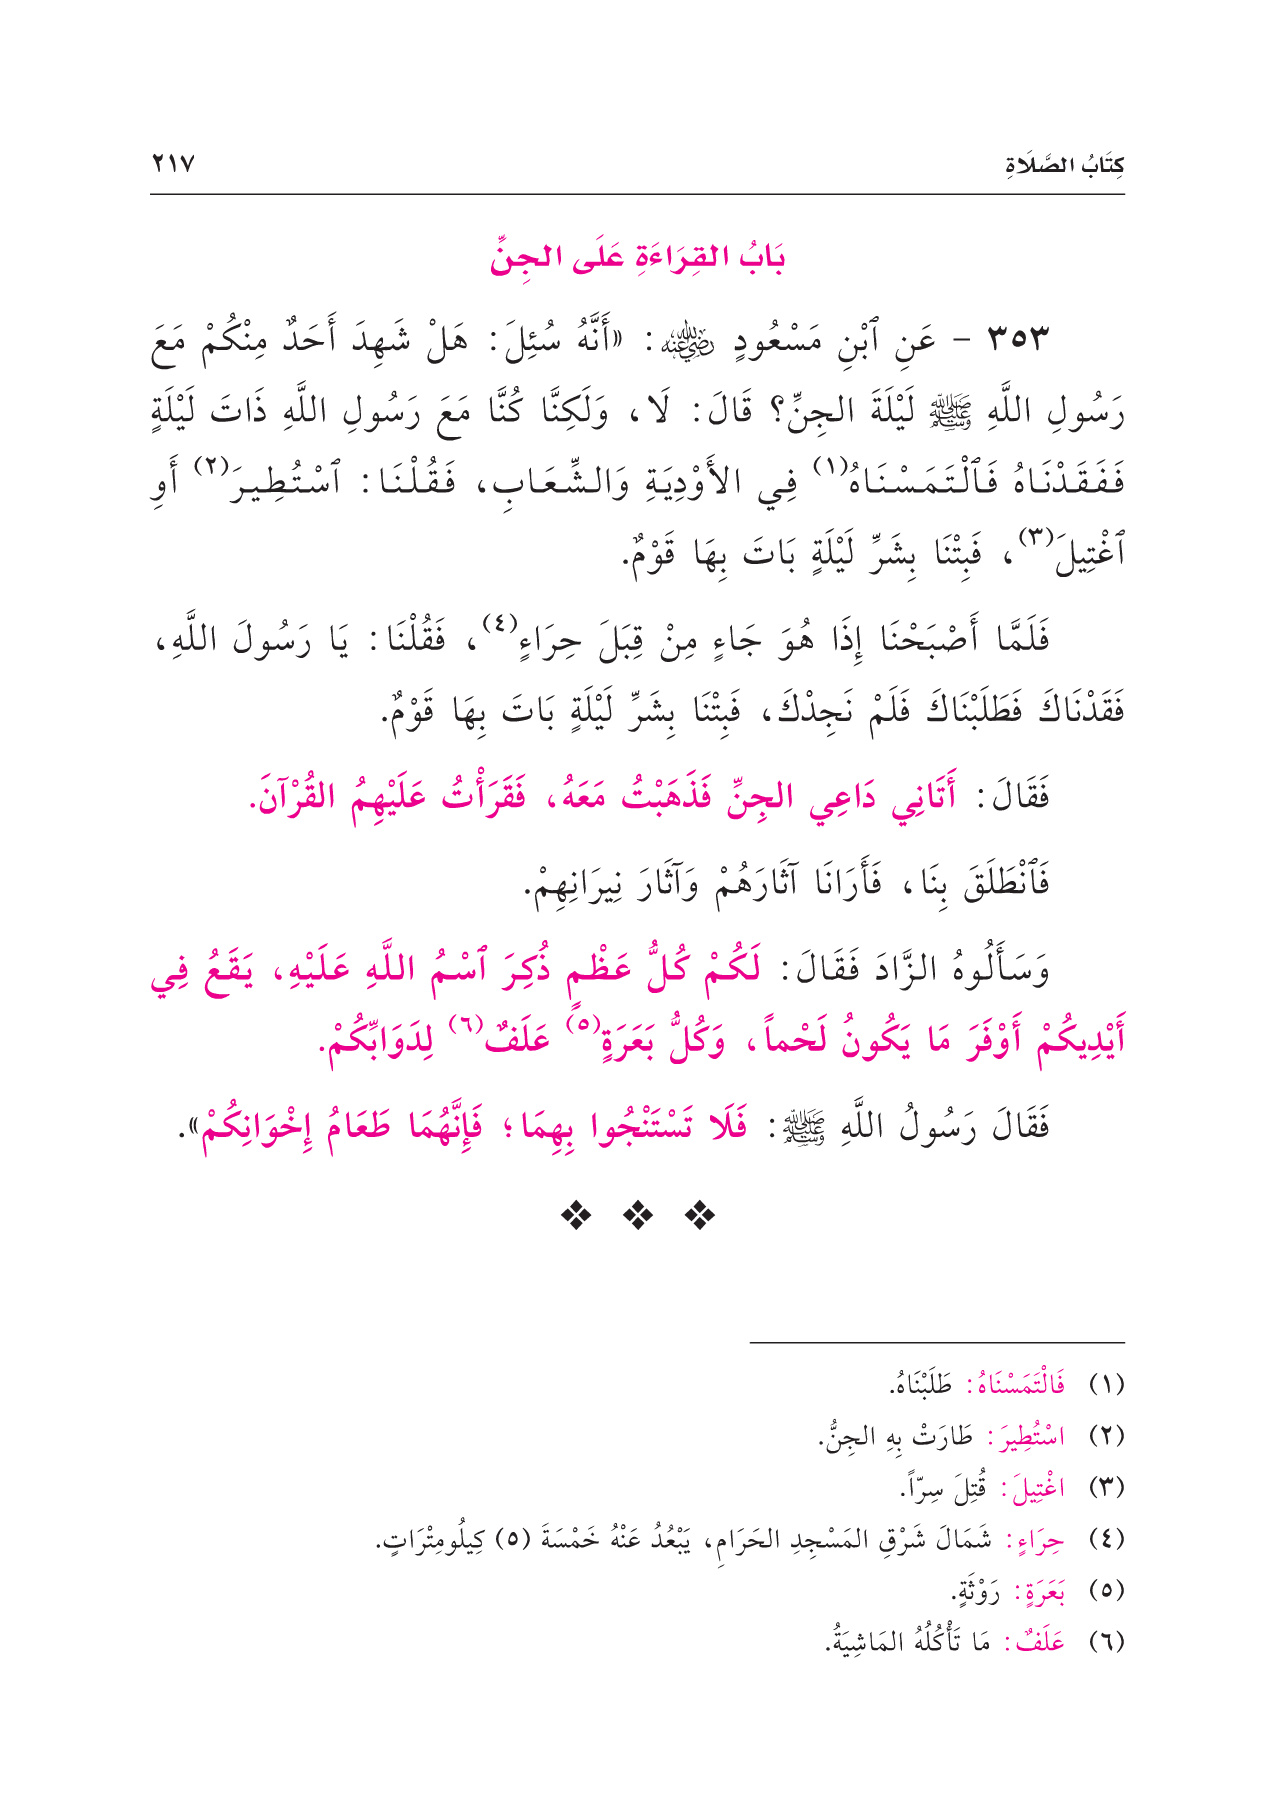 كِتَابُ الصَّلَاةِ ٢١٧
بَابُ القِرَاءَةِ عَلَى الجِنِّ
٣٥٣ - عَنِ ٱبْنِ مَسْعُودٍ رضي الله عنه: «أَنَّهُ سُئِلَ: هَلْ شَهِدَ أَحَدٌ مِنْكُمْ مَعَ
رَسُولِ اللَّهِ ﷺ لَيْلَةَ الجِنِّ؟ قَالَ: لَا، وَلَكِنَّا كُنَّا مَعَ رَسُولِ اللَّهِ ذَاتَ لَيْلَةٍ
فَفَقَدْنَاهُ فَٱلْتَمَسْنَاهُ(١) فِي الأَوْدِيَةِ وَالشِّعَابِ، فَقُلْنَا: ٱسْتُطِيرَ(٢) أَوِ
ٱغْتِيلَ(٣)، فَبِتْنَا بِشَرِّ لَيْلَةٍ بَاتَ بِهَا قَوْمٌ.
فَلَمَّا أَصْبَحْنَا إِذَا هُوَ جَاءٍ مِنْ قِبَلَ حِرَاءٍ(٤)، فَقُلْنَا: يَا رَسُولَ اللَّهِ،
فَقَدْنَاكَ فَطَلَبْنَاكَ فَلَمْ نَجِدْكَ، فَبِتْنَا بِشَرِّ لَيْلَةٍ بَاتَ بِهَا قَوْمٌ.
فَقَالَ: أَتَانِي دَاعِي الجِنِّ فَذَهَبْتُ مَعَهُ، فَقَرَأْتُ عَلَيْهِمُ القُرْآنَ.
فَٱنْطَلَقَ بِنَا، فَأَرَانَا آثَارَهُمْ وَآثَارَ نِيرَانِهِمْ.
وَسَأَلُوهُ الزَّادَ فَقَالَ: لَكُمْ كُلُّ عَظْمٍ ذُكِرَ ٱسْمُ اللَّهِ عَلَيْهِ، يَقَعُ فِي
أَيْدِيكُمْ أَوْفَرَ مَا يَكُونُ لَحْماً، وَكُلُّ بَعَرَةٍ(٥) عَلَفٌ(٦) لِدَوَابِّكُمْ.
فَقَالَ رَسُولُ اللَّهِ ﷺ: فَلَا تَسْتَنْجُوا بِهِمَا؛ فَإِنَّهُمَا طَعَامُ إِخْوَانِكُمْ».
❖ ❖ ❖
(١) فَالْتَمَسْنَاهُ: طَلَبْنَاهُ.
(٢) اسْتُطِيرَ: طَارَتْ بِهِ الجِنُّ.
(٣) اغْتِيلَ: قُتِلَ سِرّاً.
(٤) حِرَاءٍ: شَمَالَ شَرْقِ المَسْجِدِ الحَرَامِ، يَبْعُدُ عَنْهُ خَمْسَةَ (٥) كِيلُومِتْرَاتٍ.
(٥) بَعَرَةٍ: رَوْثَةٍ.
(٦) عَلَفٌ: مَا تَأْكُلُهُ المَاشِيَةُ.